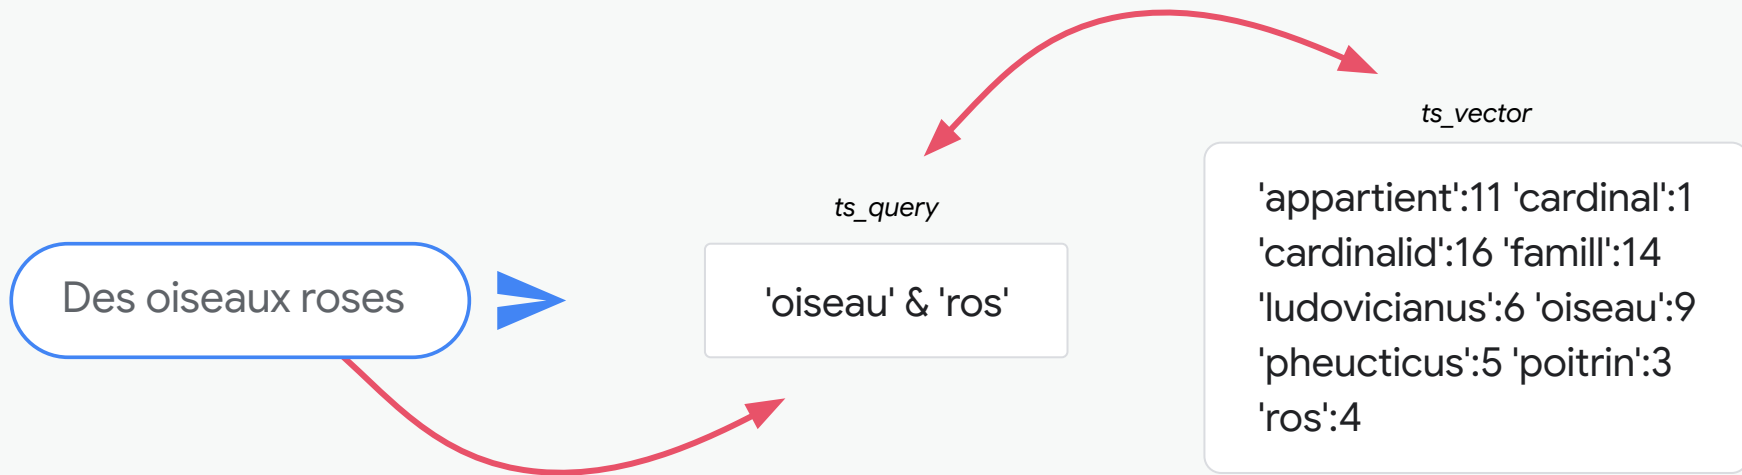 Des oiseaux roses
ts_query
'oiseau' & 'ros'
ts_vector
'appartient':11 'cardinal':1
'cardinalid':16 'famill':14
'ludovicianus':6 'oiseau':9
'pheucticus':5 'poitrin':3
'ros':4